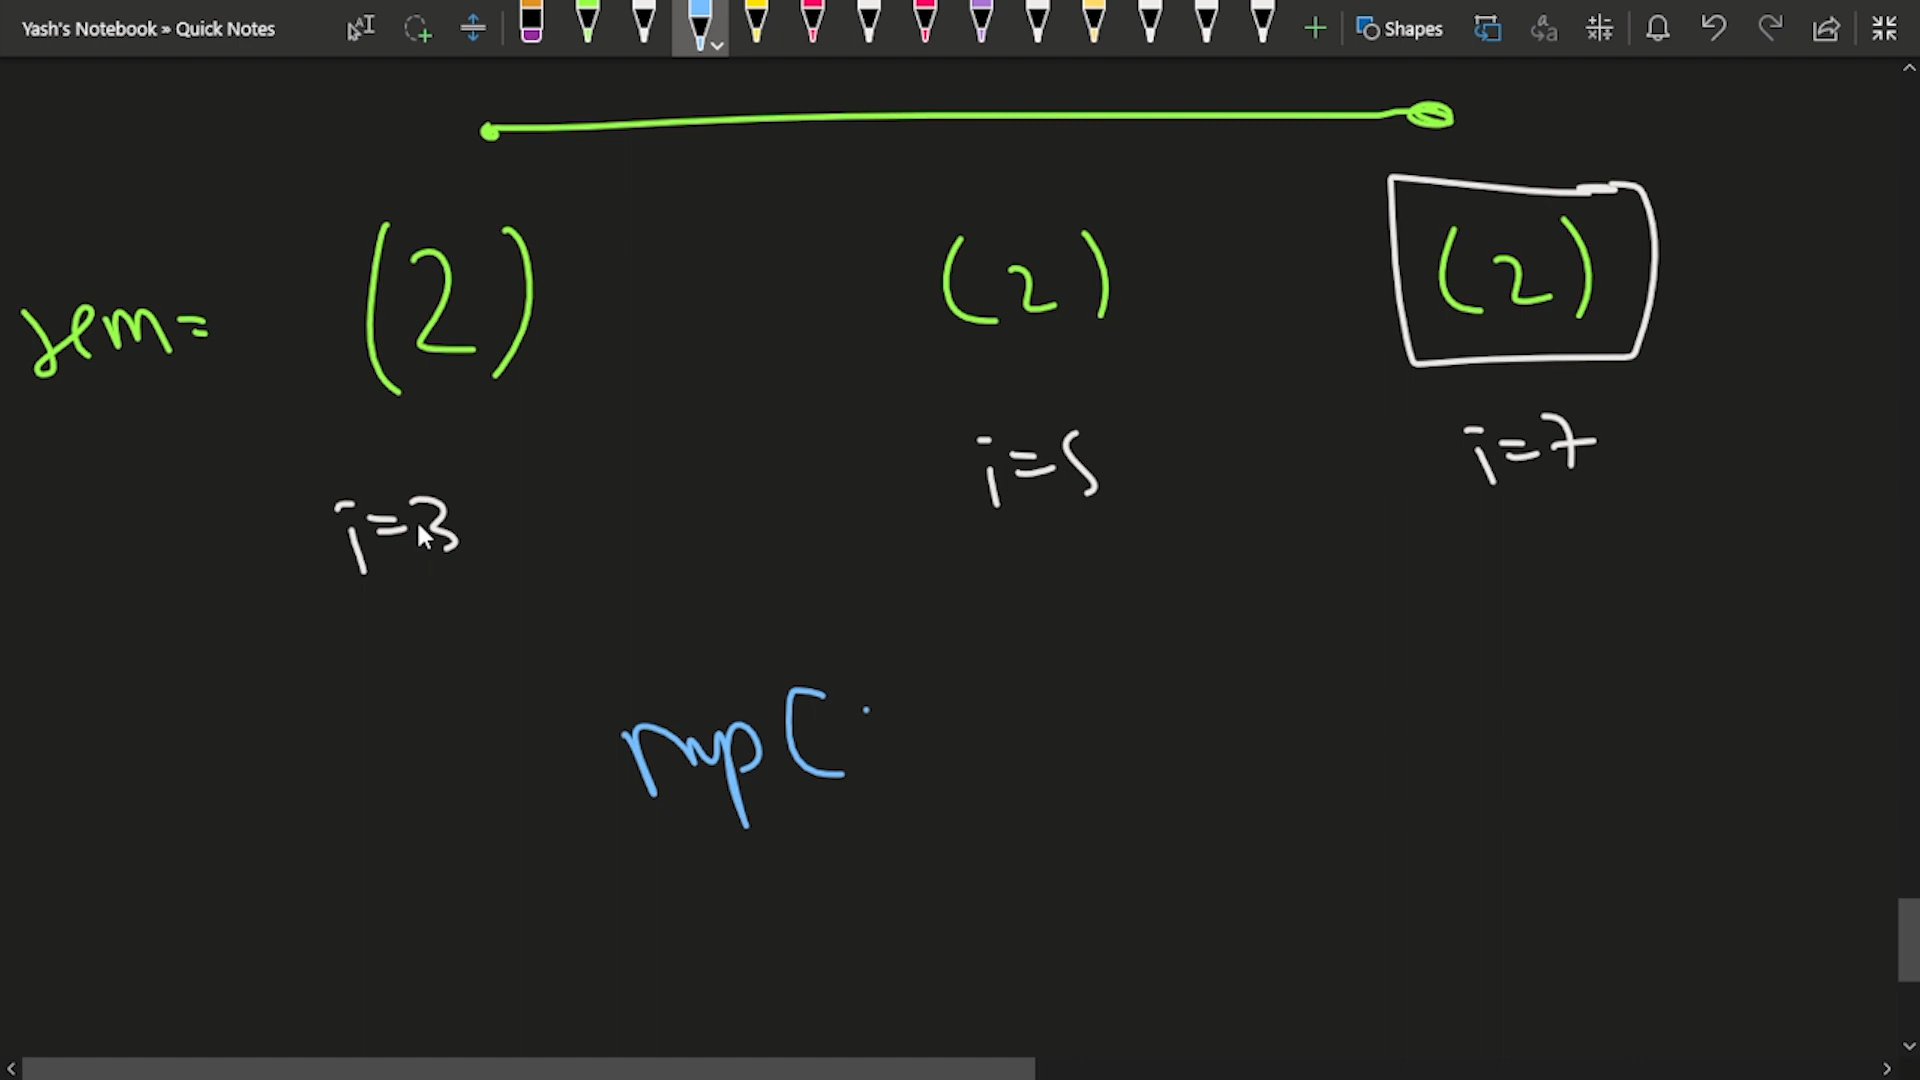 Yash's Notebook » Quick Notes
Shapes
rem= (2) (2) (2)
i=3 i=5 i=7
mp[